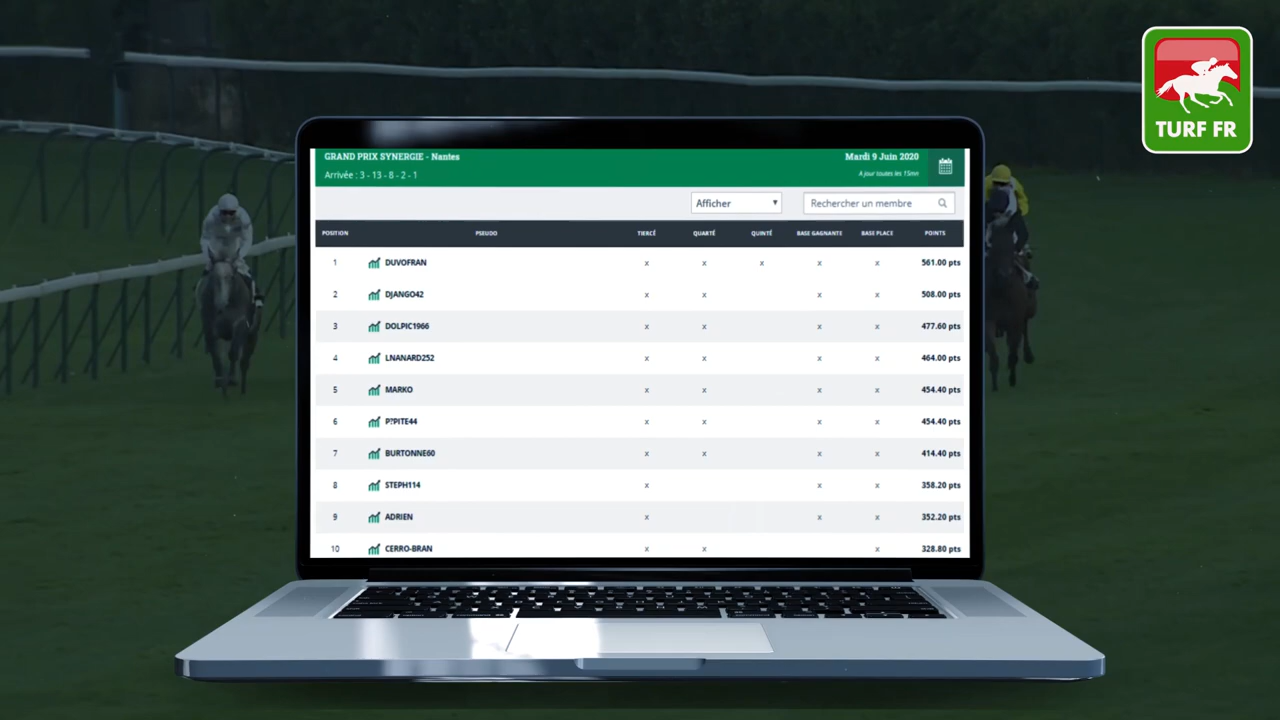 TURF FR
GRAND PRIX SYNERGIE - Nantes
Mardi 9 Juin 2020
Arrivée : 3 - 13 - 8 - 2 - 1
A jour toutes les 15mn
Afficher
Rechercher un membre
POSITION PSEUDO TIERCÉ QUARTÉ QUINTÉ BASE GAGNANTE BASE PLACE POINTS
1 DUVOFRAN x x x x x 561.00 pts
2 DJANGO42 x x x x 508.00 pts
3 DOLPIC1966 x x x x 477.60 pts
4 LNANARD252 x x x x 464.00 pts
5 MARKO x x x x 454.40 pts
6 P?PITE44 x x x x 454.40 pts
7 BURTONNE60 x x x x 414.40 pts
8 STEPH114 x x x 358.20 pts
9 ADRIEN x x x 352.20 pts
10 CERRO-BRAN x x x 328.80 pts